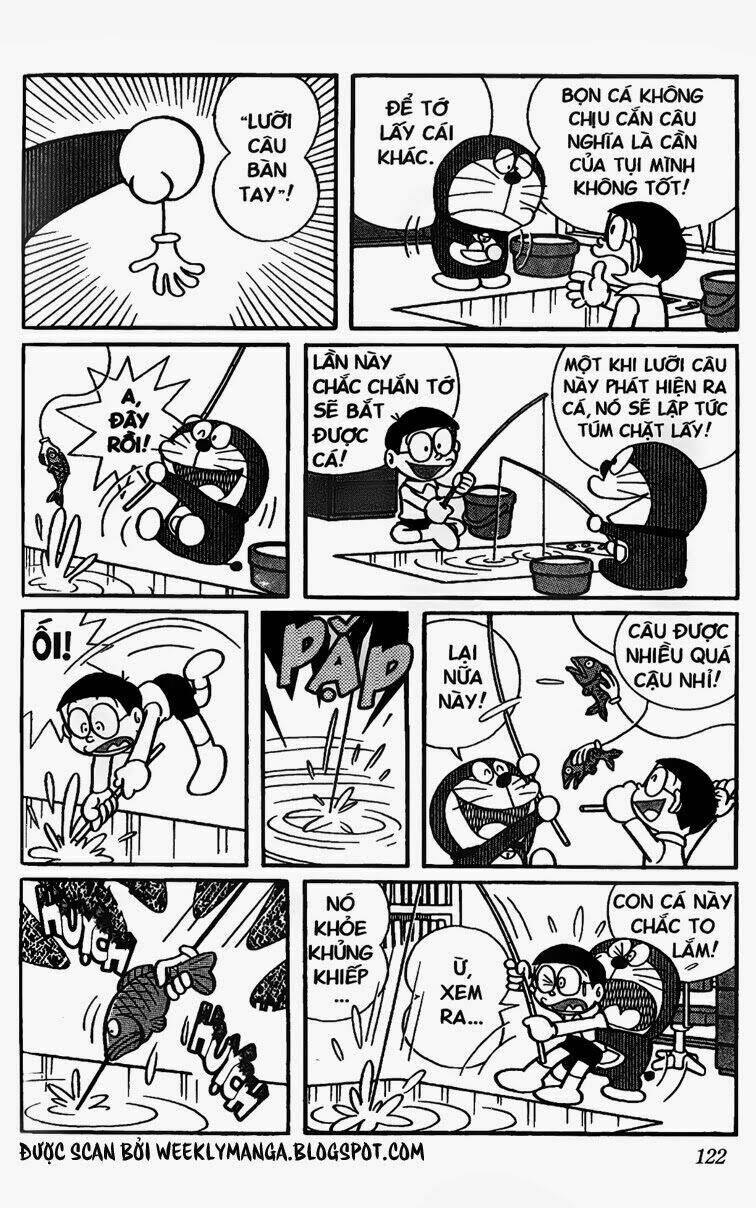 BỌN CÁ KHÔNG
CHỊU CẮN CÂU
NGHĨA LÀ CẦN
CỦA TỤI MÌNH
KHÔNG TỐT!
ĐỂ TỚ
LẤY CÁI
KHÁC.
"LƯỠI
CÂU
BÀN
TAY"!
MỘT KHI LƯỠI CÂU
NÀY PHÁT HIỆN RA
CÁ, NÓ SẼ LẬP TỨC
TÚM CHẶT LẤY!
LẦN NÀY
CHẮC CHẮN TỚ
SẼ BẮT
ĐƯỢC
CÁ!
A,
ĐÂY
RỒI!
CÂU ĐƯỢC
NHIỀU QUÁ
CẬU NHỈ!
LẠI
NỮA
NÀY!
PẶP
ỐI!
CON CÁ NÀY
CHẮC TO
LẮM!
Ừ,
XEM
RA...
NÓ
KHỎE
KHỦNG
KHIẾP
...
HUỊCH
HUỊCH
ĐƯỢC SCAN BỞI WEEKLYMANGA.BLOGSPOT.COM
122